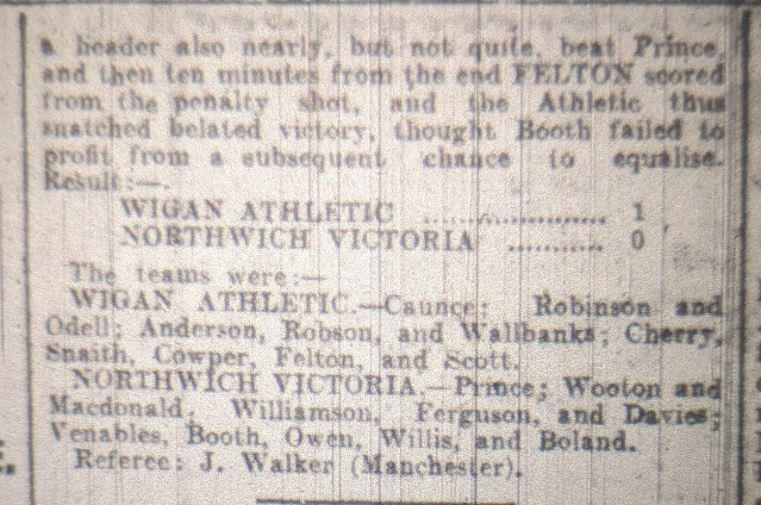 a header also nearly, but not quite, beat Prince,
and then ten minutes from the end FELTON scored
from the penalty shot, and the Athletic thus
snatched belated victory, thought Booth failed to
profit from a subsequent chance to equalise.
Result:—.
WIGAN ATHLETIC .................... 1
NORTHWICH VICTORIA ........... 0
The teams were:—
WIGAN ATHLETIC.—Caunce; Robinson and
Odell; Anderson, Robson, and Wallbanks; Cherry,
Snaith, Cowper, Felton, and Scott.
NORTHWICH VICTORIA.—Prince; Wooton and
Macdonald; Williamson, Ferguson, and Davies;
Venables, Booth, Owen, Willis, and Boland.
Referee: J. Walker (Manchester).